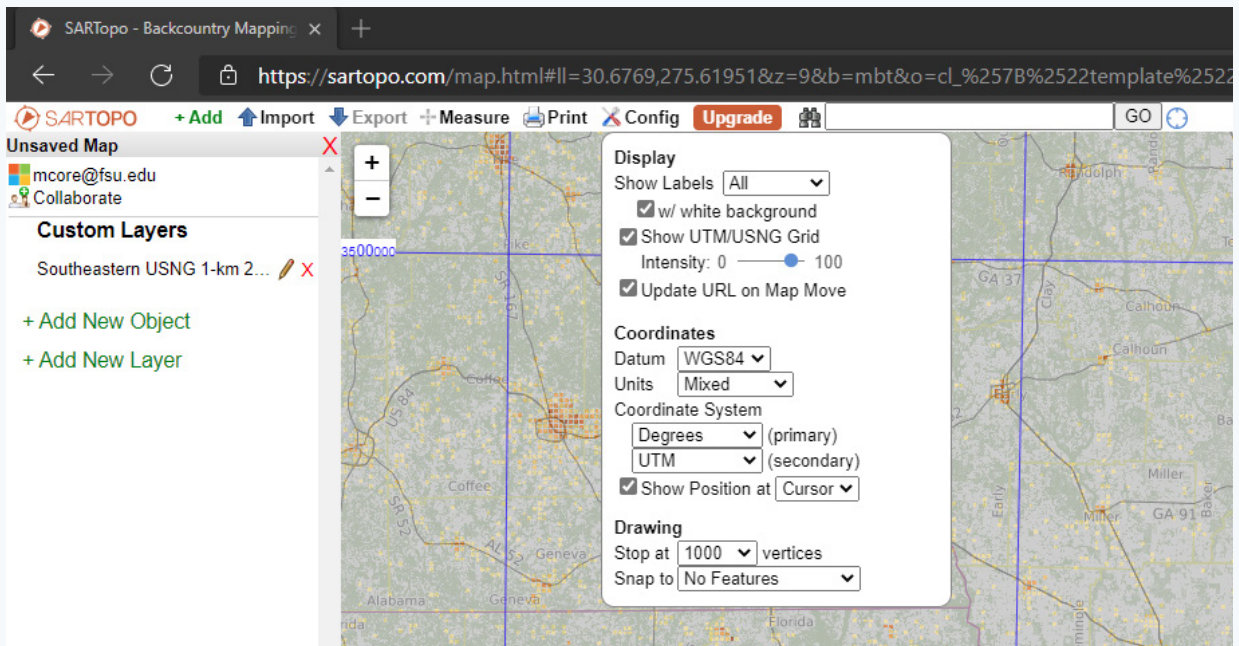 SARTopo - Backcountry Mapping
https://sartopo.com/map.html#ll=30.6769,275.61951&z=9&b=mbt&o=cl_%257B%2522template%2522
SARTOPO + Add Import Export Measure Print Config Upgrade GO
Unsaved Map X
mcore@fsu.edu
Collaborate
Custom Layers
Southeastern USNG 1-km 2... X
+ Add New Object
+ Add New Layer
+
−
3500000
Display
Show Labels All
w/ white background
Show UTM/USNG Grid
Intensity: 0 100
Update URL on Map Move
Coordinates
Datum WGS84
Units Mixed
Coordinate System
Degrees (primary)
UTM (secondary)
Show Position at Cursor
Drawing
Stop at 1000 vertices
Snap to No Features
Pike
Pike
SR 167
US 84
Coffee
Coffee
SR 52
AL 52
Geneva
Geneva
Alabama
Florida
Randolph
GA 37
Clay
Calhoun
Calhoun
Early
Miller
Miller
GA 91
Baker